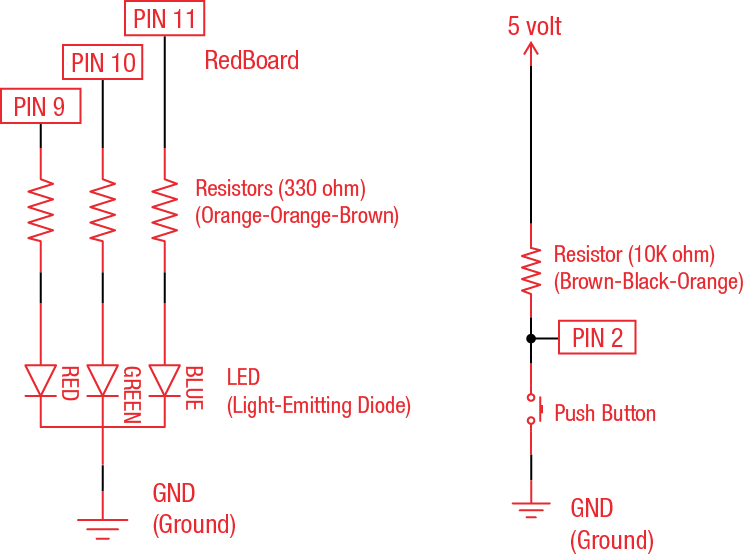 PIN 11
PIN 10
PIN 9
RedBoard
Resistors (330 ohm)
(Orange-Orange-Brown)
RED
GREEN
BLUE
LED
(Light-Emitting Diode)
GND
(Ground)
5 volt
Resistor (10K ohm)
(Brown-Black-Orange)
PIN 2
Push Button
GND
(Ground)